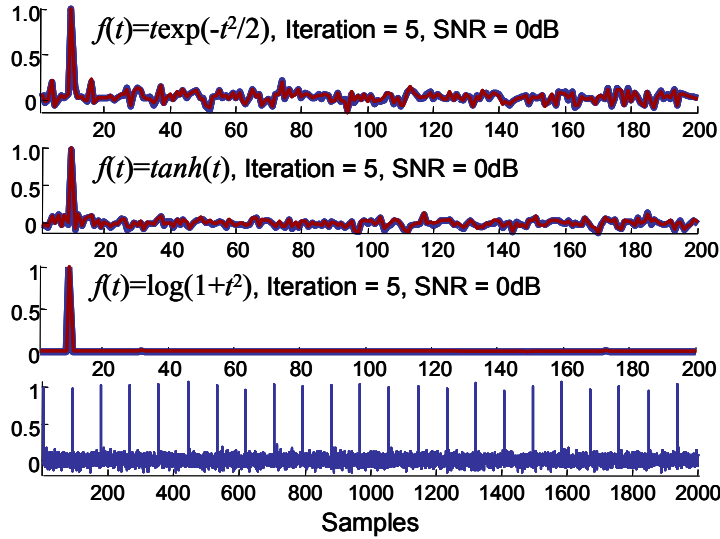 f(t)=texp(-t²/2), Iteration = 5, SNR = 0dB
1.0
0.5
0
20 40 60 80 100 120 140 160 180 200
f(t)=tanh(t), Iteration = 5, SNR = 0dB
1.0
0.5
0
20 40 60 80 100 120 140 160 180 200
f(t)=log(1+t²), Iteration = 5, SNR = 0dB
1
0.5
0
20 40 60 80 100 120 140 160 180 200
1
0.5
0
200 400 600 800 1000 1200 1400 1600 1800 2000
Samples